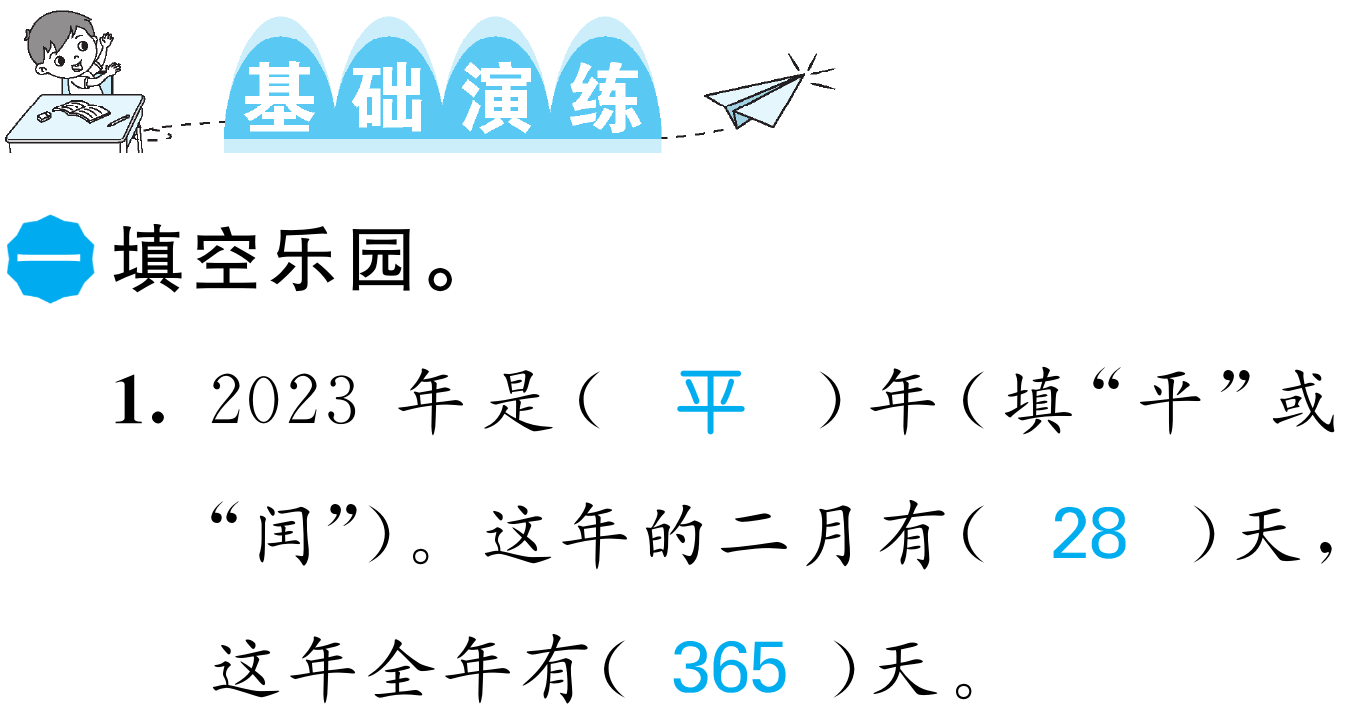 基础演练
一 填空乐园。
1. 2023 年是( 平 )年(填“平”或
“闰”)。这年的二月有( 28 )天,
这年全年有( 365 )天。